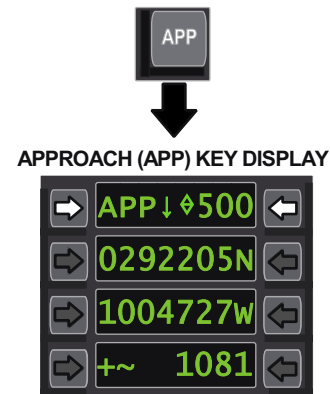 APP
APPROACH (APP) KEY DISPLAY
APP↓⬍500
0292205N
1004727W
+~ 1081